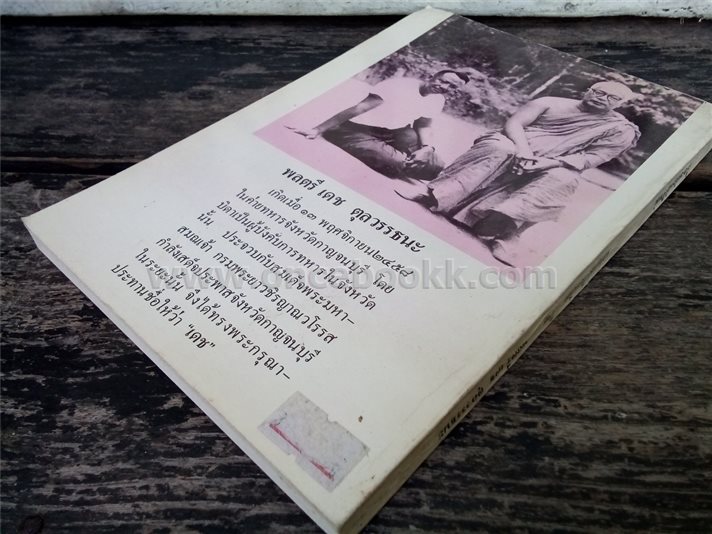 พลตรี เดช ตุลวรรธนะ
เกิดเมื่อ ๑๓ พฤศจิกายน ๒๔๕๕
ในค่ายทหารจังหวัดกาญจนบุรี โดย
บิดาเป็นผู้บังคับการทหารในจังหวัด
นั้น ประจวบกับสมเด็จพระมหา-
สมณเจ้า กรมพระยาวชิรญาณวโรรส
กำลังเสด็จประพาสจังหวัดกาญจนบุรี
ในระยะนั้น จึงได้ทรงพระกรุณา-
ประทานชื่อให้ว่า "เดช"